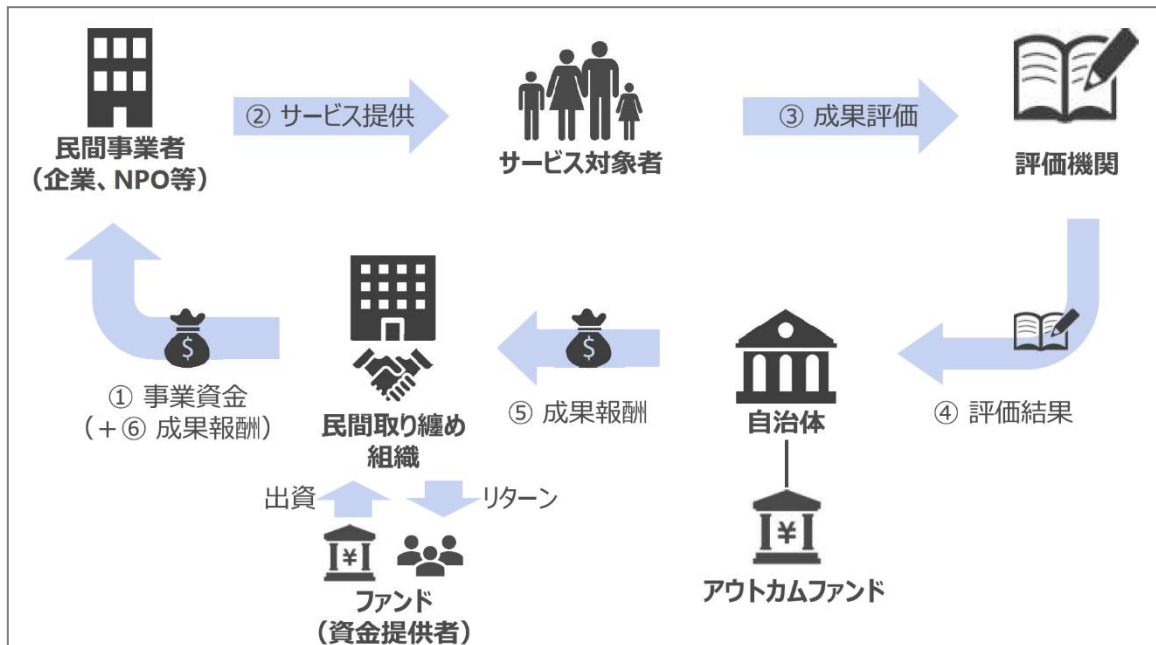 ② サービス提供
③ 成果評価
民間事業者
（企業、NPO等）
サービス対象者
評価機関
$
$
① 事業資金
（＋⑥ 成果報酬）
民間取り纏め
組織
⑤ 成果報酬
自治体
④ 評価結果
出資
リターン
¥
ファンド
（資金提供者）
¥
アウトカムファンド